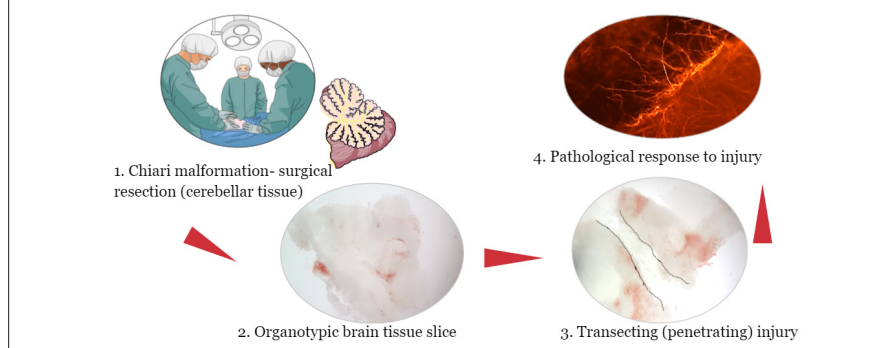 1. Chiari malformation- surgical
resection (cerebellar tissue)
2. Organotypic brain tissue slice
3. Transecting (penetrating) injury
4. Pathological response to injury